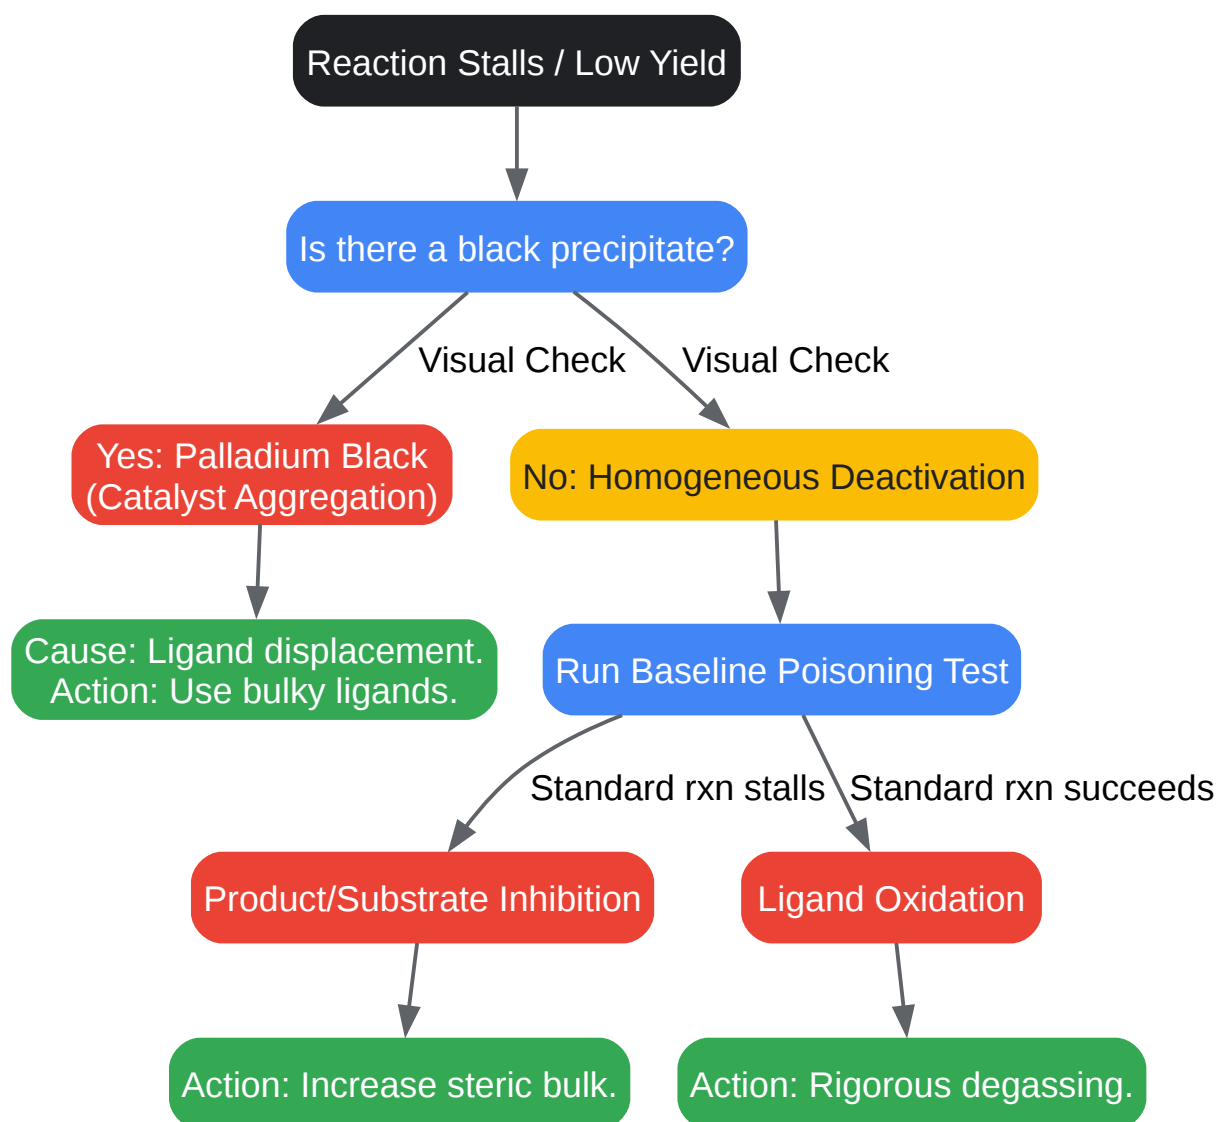 Reaction Stalls / Low Yield
Is there a black precipitate?
Visual Check
Visual Check
Yes: Palladium Black
(Catalyst Aggregation)
No: Homogeneous Deactivation
Cause: Ligand displacement.
Action: Use bulky ligands.
Run Baseline Poisoning Test
Standard rxn stalls
Standard rxn succeeds
Product/Substrate Inhibition
Ligand Oxidation
Action: Increase steric bulk.
Action: Rigorous degassing.